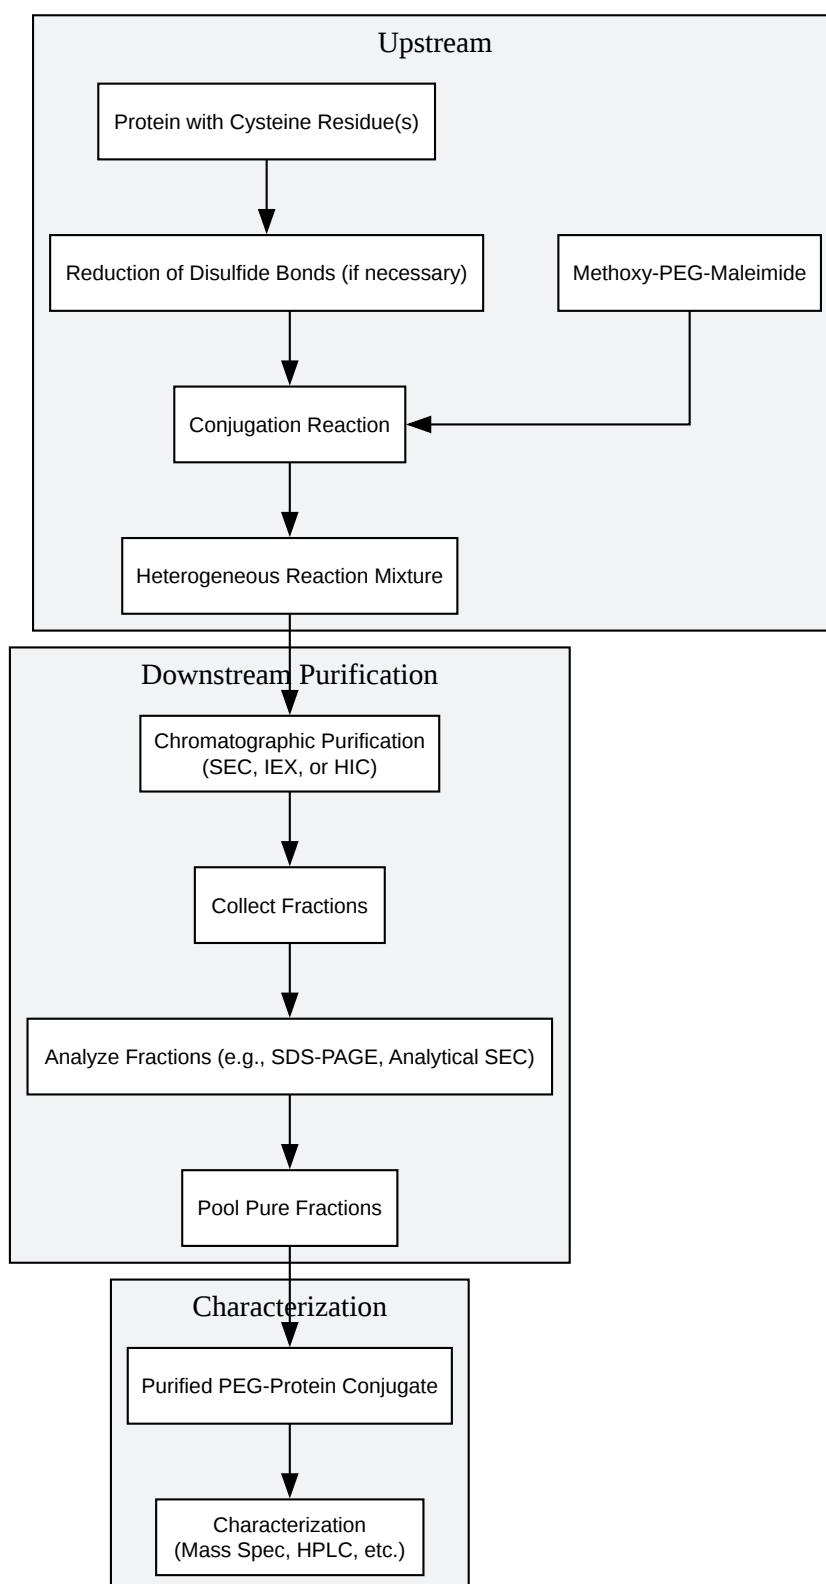 Upstream
Protein with Cysteine Residue(s)
Reduction of Disulfide Bonds (if necessary)
Methoxy-PEG-Maleimide
Conjugation Reaction
Heterogeneous Reaction Mixture
Downstream Purification
Chromatographic Purification
(SEC, IEX, or HIC)
Collect Fractions
Analyze Fractions (e.g., SDS-PAGE, Analytical SEC)
Pool Pure Fractions
Characterization
Purified PEG-Protein Conjugate
Characterization
(Mass Spec, HPLC, etc.)